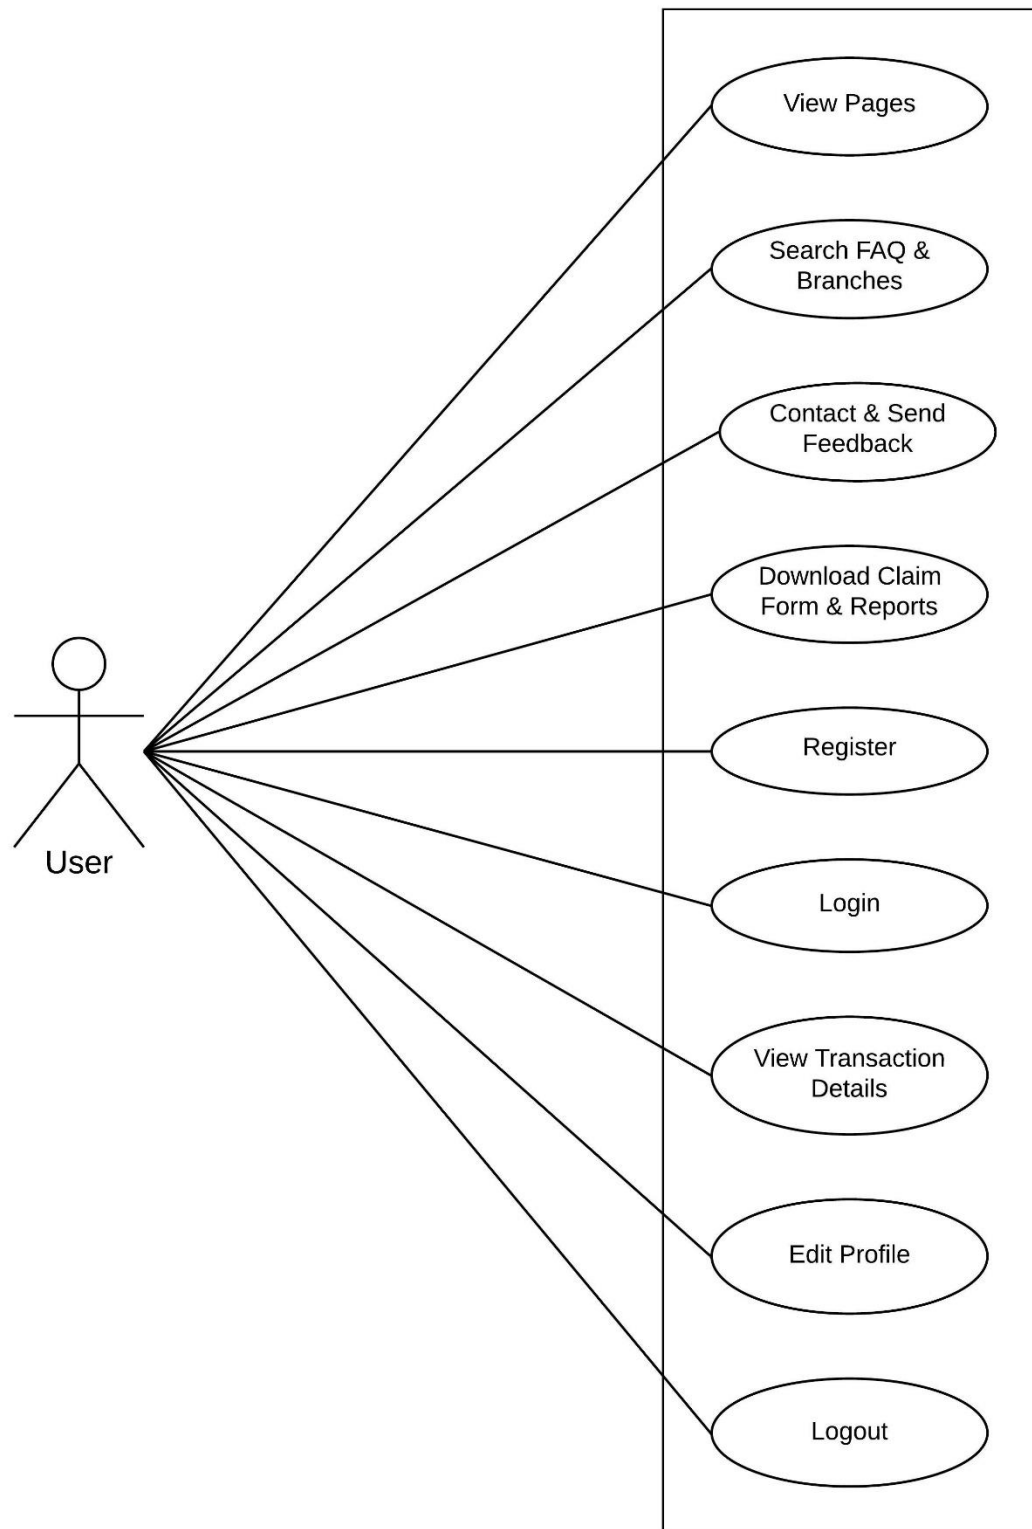 View Pages
Search FAQ &
Branches
Contact & Send
Feedback
Download Claim
Form & Reports
Register
User
Login
View Transaction
Details
Edit Profile
Logout